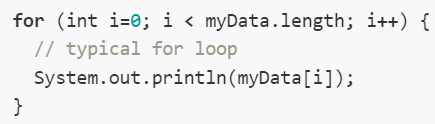 for (int i=0; i < myData.length; i++) {
// typical for loop
System.out.println(myData[i]);
}